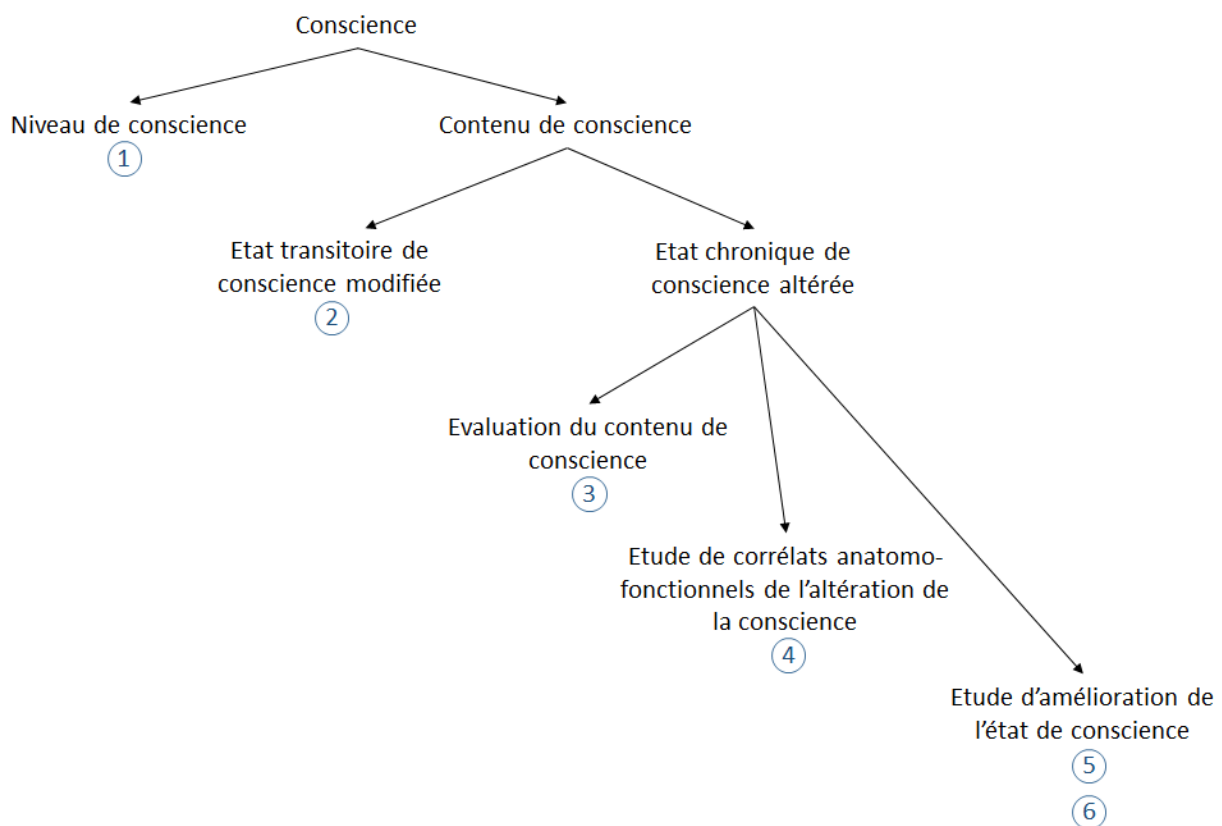 Conscience
Niveau de conscience
1
Contenu de conscience
Etat transitoire de
conscience modifiée
2
Etat chronique de
conscience altérée
Evaluation du contenu de
conscience
3
Etude de corrélats anatomo-
fonctionnels de l’altération de
la conscience
4
Etude d’amélioration de
l’état de conscience
5
6